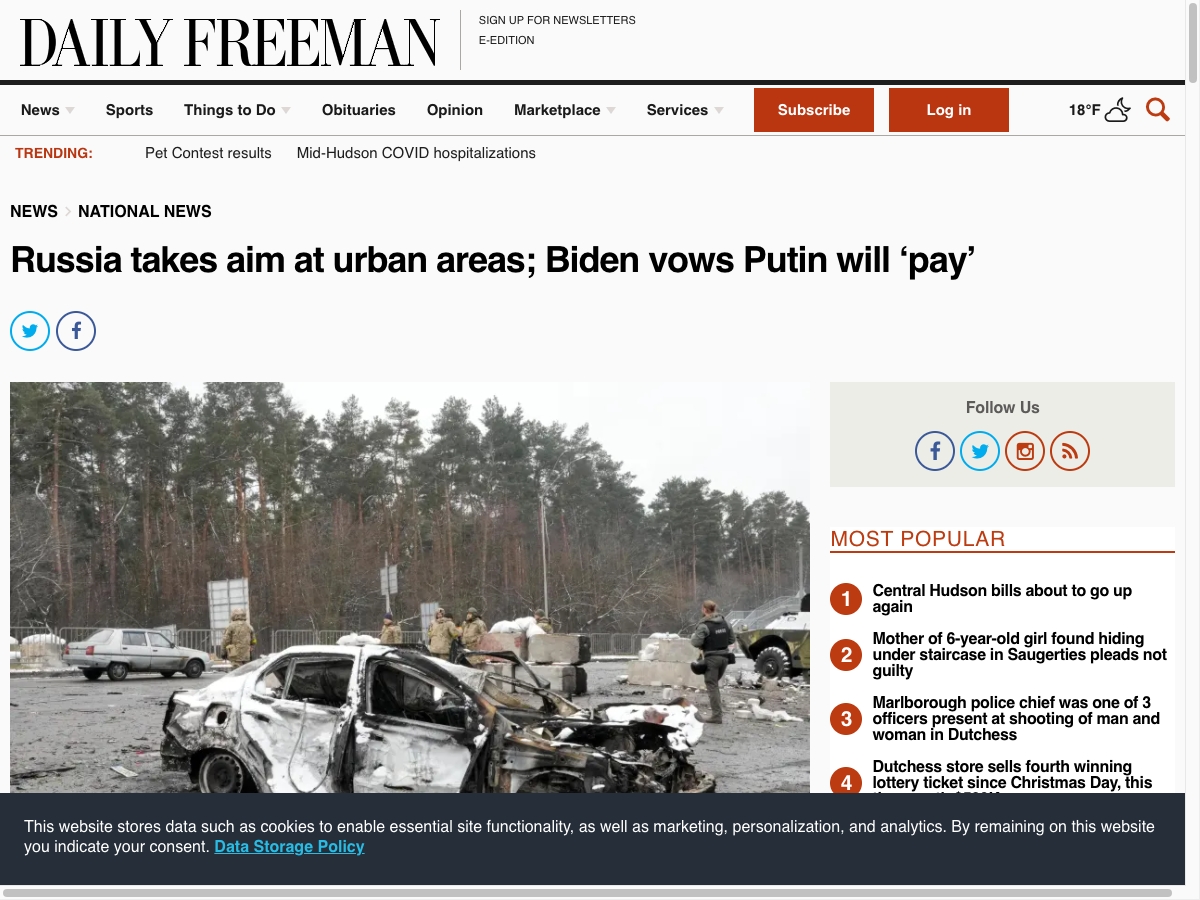 DAILY FREEMAN
SIGN UP FOR NEWSLETTERS
E-EDITION
News
Sports
Things to Do
Obituaries
Opinion
Marketplace
Services
Subscribe
Log in
18°F
TRENDING:
Pet Contest results
Mid-Hudson COVID hospitalizations
NEWS
NATIONAL NEWS
Russia takes aim at urban areas; Biden vows Putin will ‘pay’
Follow Us
MOST POPULAR
1
Central Hudson bills about to go up
again
2
Mother of 6-year-old girl found hiding
under staircase in Saugerties pleads not
guilty
3
Marlborough police chief was one of 3
officers present at shooting of man and
woman in Dutchess
4
Dutchess store sells fourth winning
lottery ticket since Christmas Day, this
This website stores data such as cookies to enable essential site functionality, as well as marketing, personalization, and analytics. By remaining on this website
you indicate your consent. Data Storage Policy